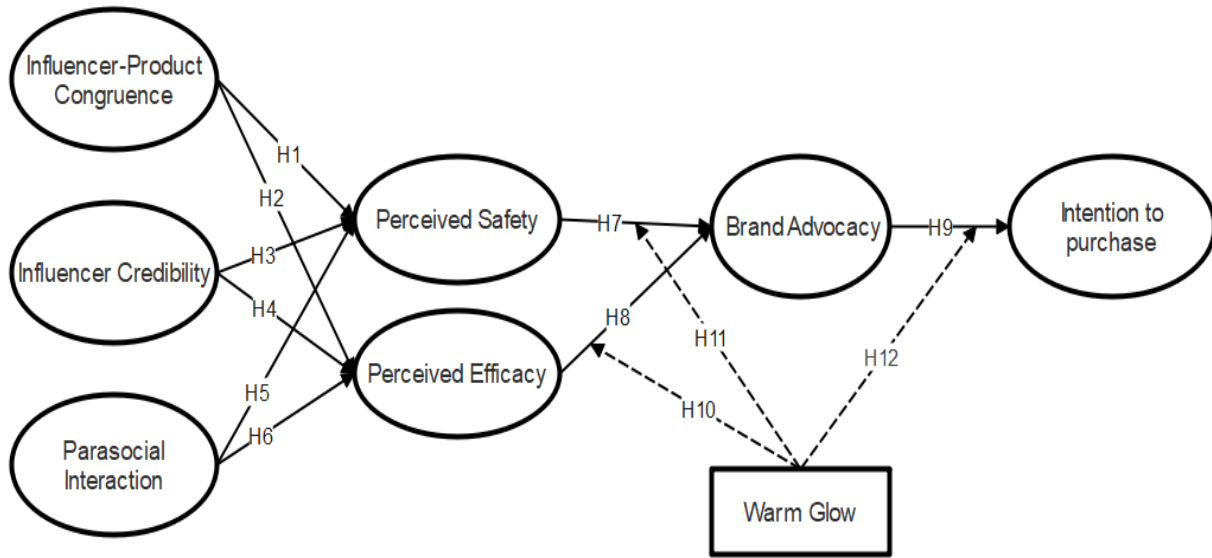 Influencer-Product
Congruence
H1
H2
Perceived Safety
H7
Brand Advocacy
H9
Intention to
purchase
Influencer Credibility
H3
H4
H8
H11
H12
Perceived Efficacy
H5
H6
H10
Parasocial
Interaction
Warm Glow